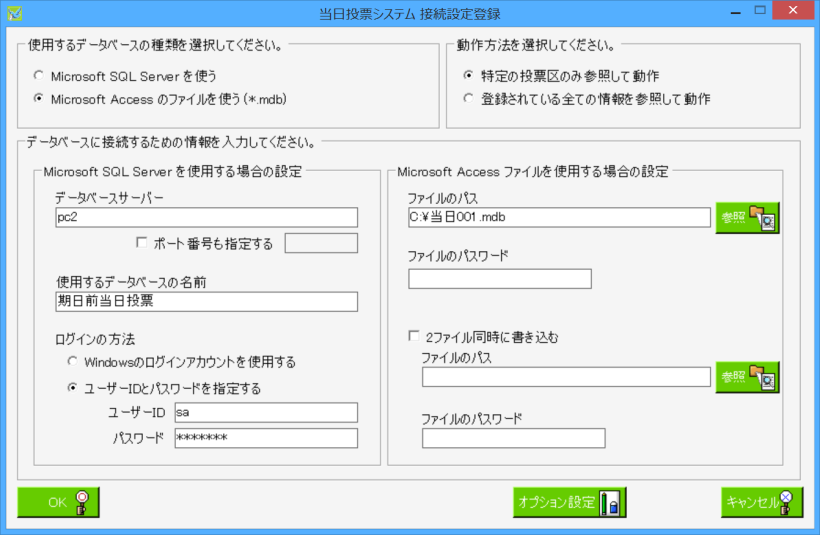 当日投票システム 接続設定登録
使用するデータベースの種類を選択してください。
Microsoft SQL Server を使う
Microsoft Access のファイルを使う (*.mdb)
動作方法を選択してください。
特定の投票区のみ参照して動作
登録されている全ての情報を参照して動作
データベースに接続するための情報を入力してください。
Microsoft SQL Server を使用する場合の設定
データベースサーバー
pc2
ポート番号も指定する
使用するデータベースの名前
期日前当日投票
ログインの方法
Windowsのログインアカウントを使用する
ユーザーIDとパスワードを指定する
ユーザーID
sa
パスワード
*******
Microsoft Access ファイルを使用する場合の設定
ファイルのパス
C:¥当日001.mdb
参照
ファイルのパスワード
2ファイル同時に書き込む
ファイルのパス
参照
ファイルのパスワード
OK
オプション設定
キャンセル